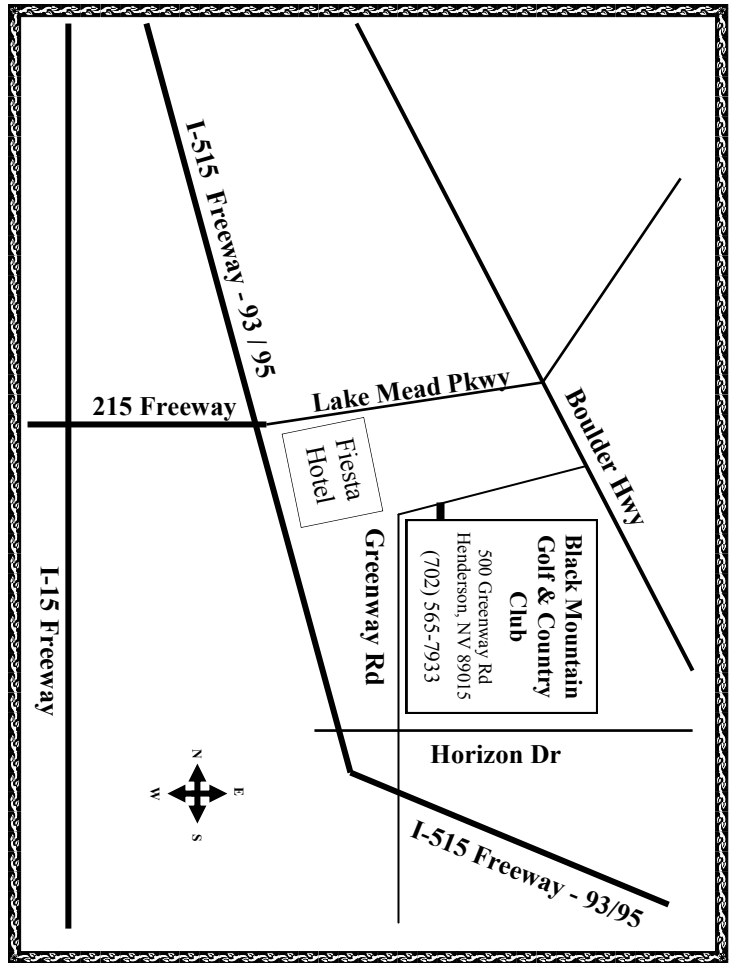 I-515 Freeway - 93 / 95
215 Freeway
Lake Mead Pkwy
Boulder Hwy
Fiesta
Hotel
Black Mountain
Golf & Country
Club
500 Greenway Rd
Henderson, NV 89015
(702) 565-7933
Greenway Rd
I-15 Freeway
Horizon Dr
N
E
W
S
I-515 Freeway - 93/95